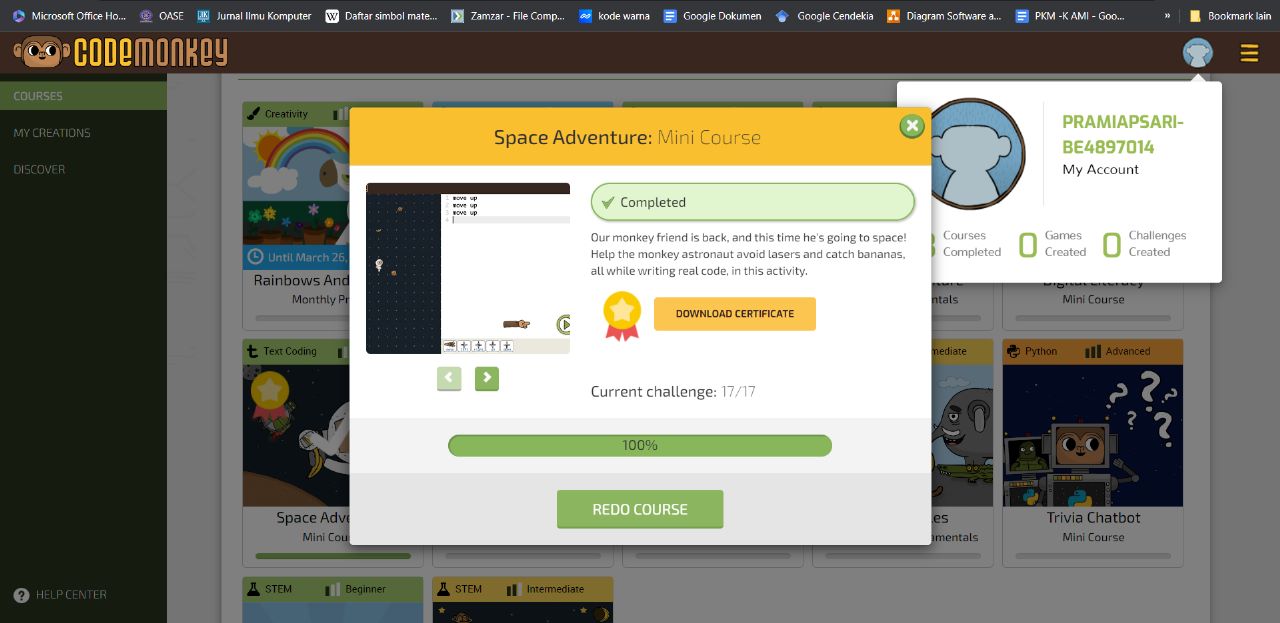 Microsoft Office Ho...
OASE
Jurnal Ilmu Komputer
Daftar simbol mate...
Zamzar - File Comp...
kode warna
Google Dokumen
Google Cendekia
Diagram Software a...
PKM -K AMI - Goo...
»
Bookmark lain
CODEMONKEY
COURSES
MY CREATIONS
DISCOVER
HELP CENTER
PRAMIAPSARI-
BE4897014
My Account
Courses
Completed
0 Games
Created
0 Challenges
Created
Creativity
Until March 26,
Rainbows An
Monthly Pr
Space Adventure: Mini Course
move up
move up
move up
Completed
Our monkey friend is back, and this time he's going to space!
Help the monkey astronaut avoid lasers and catch bananas,
all while writing real code, in this activity.
DOWNLOAD CERTIFICATE
Current challenge: 17/17
100%
REDO COURSE
ntals
Mini Course
Text Coding
Space Adve
Mini Cou
mediate
les
amentals
Python
Advanced
Trivia Chatbot
Mini Course
STEM
Beginner
STEM
Intermediate